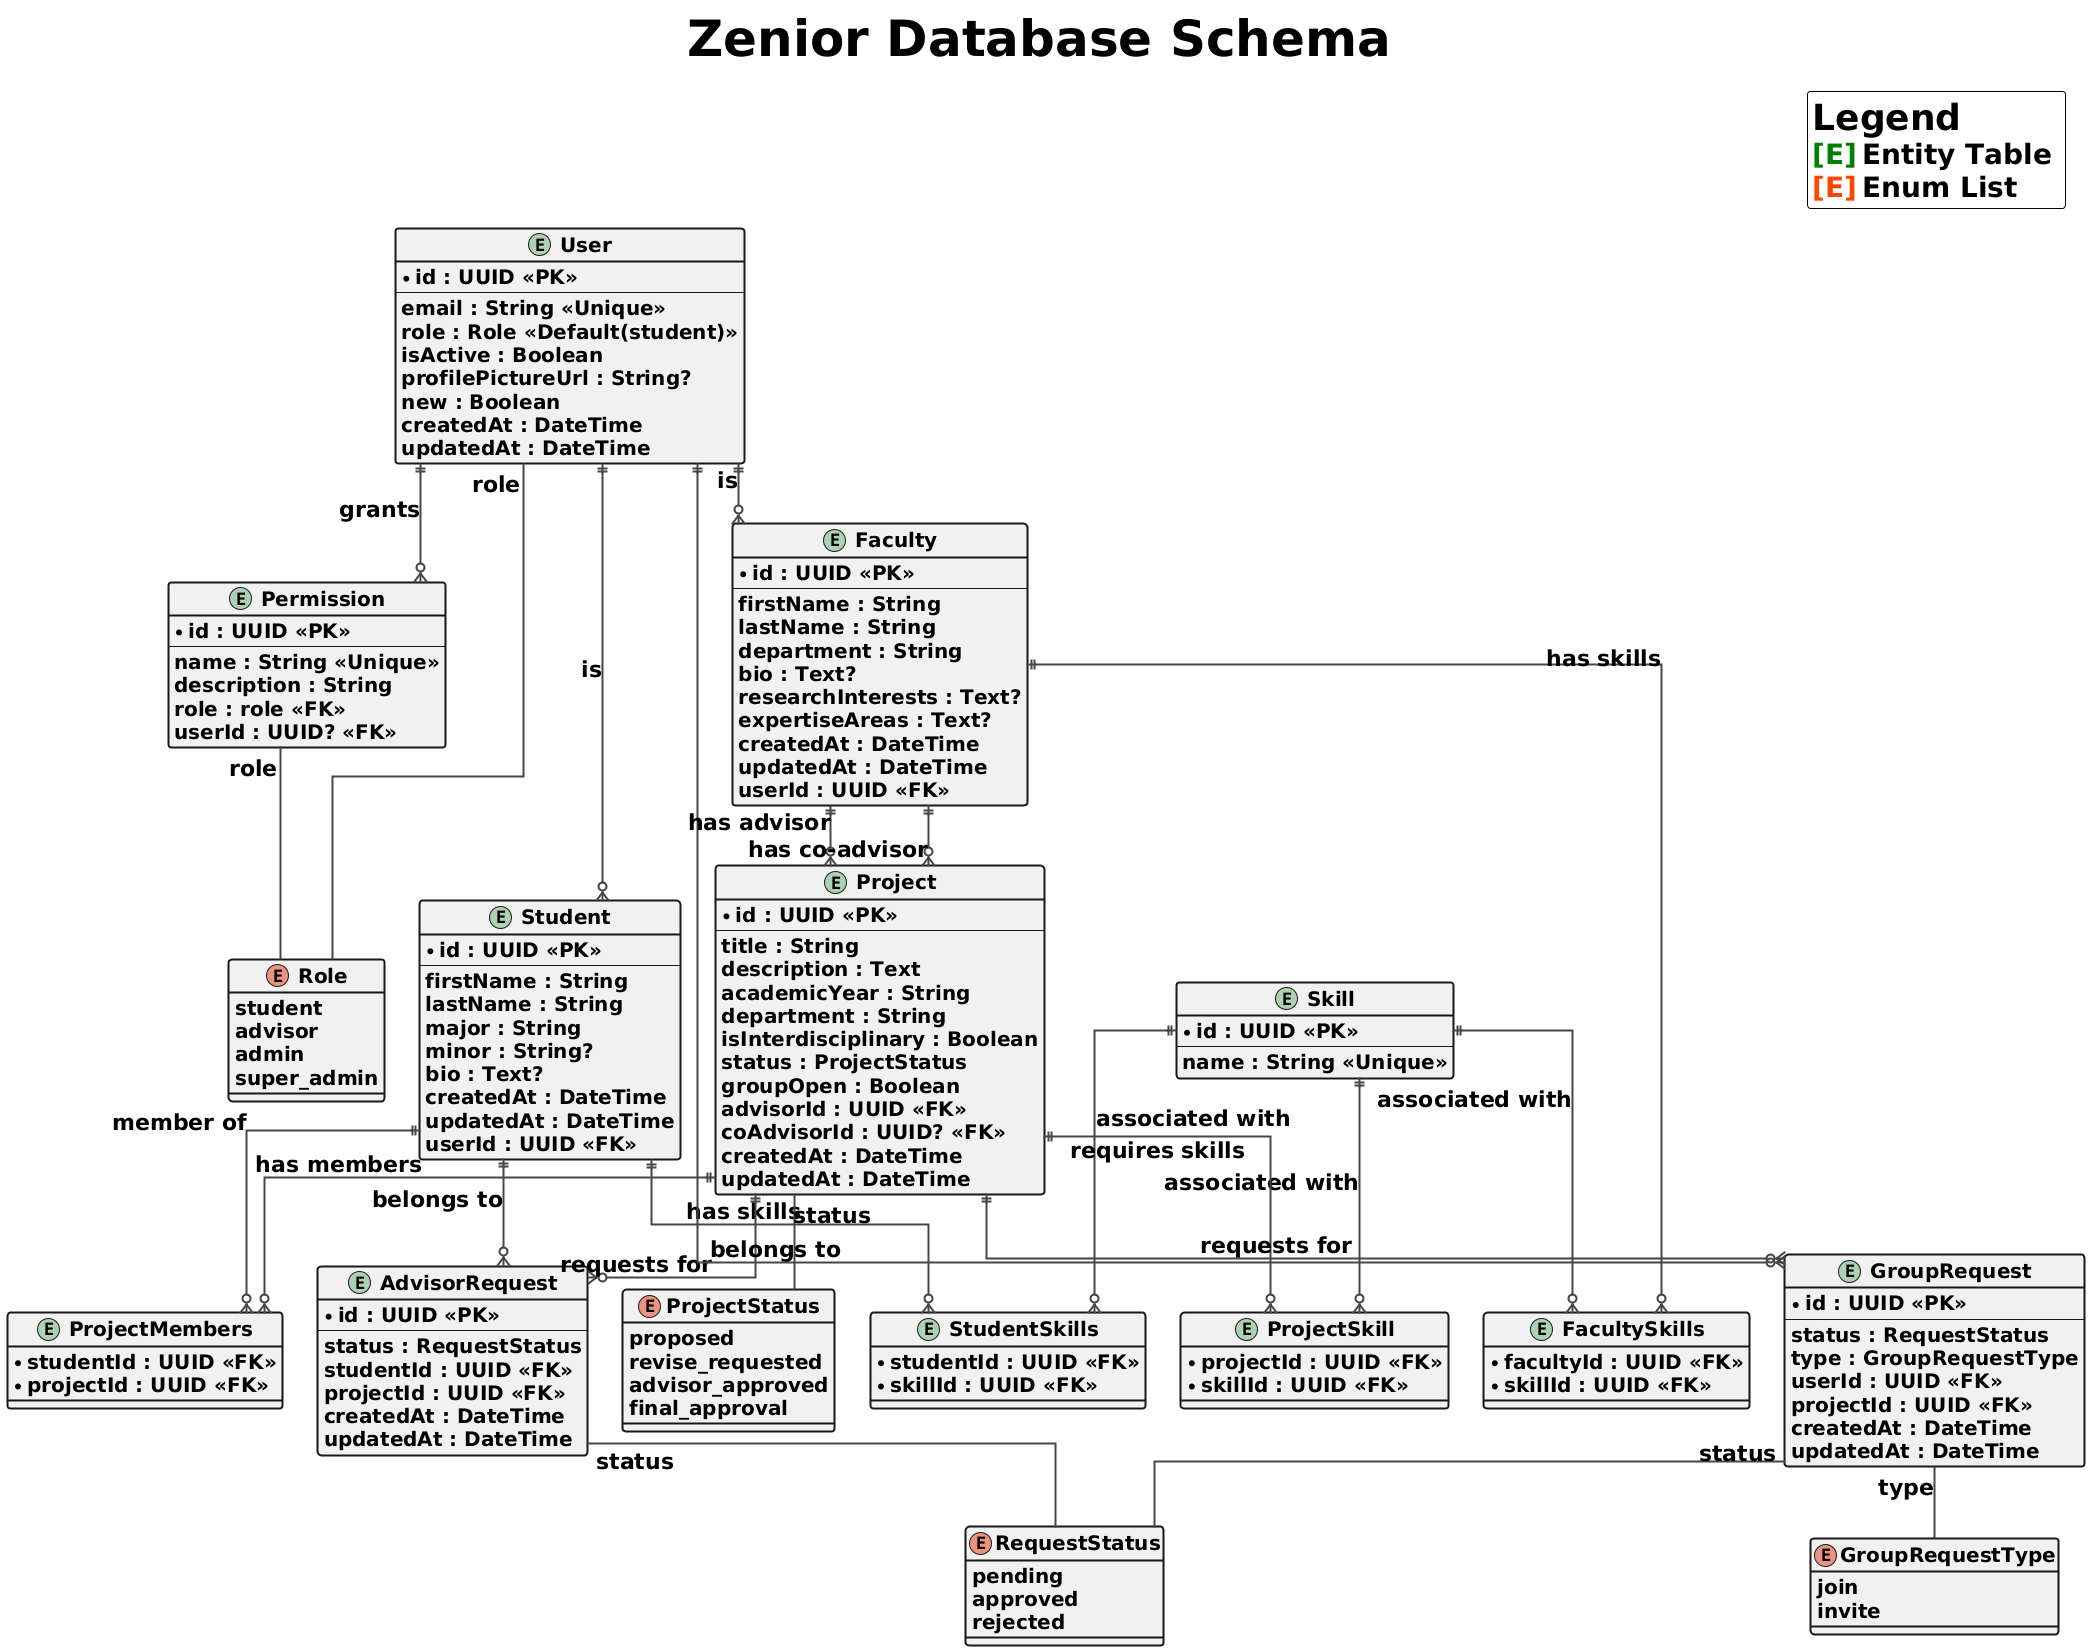 Zenior Database Schema
Legend
[E] Entity Table
[E] Enum List
E User
• id : UUID «PK»
email : String «Unique»
role : Role «Default(student)»
isActive : Boolean
profilePictureUrl : String?
new : Boolean
createdAt : DateTime
updatedAt : DateTime
grants
role
is
is
E Faculty
• id : UUID «PK»
firstName : String
lastName : String
department : String
bio : Text?
researchInterests : Text?
expertiseAreas : Text?
createdAt : DateTime
updatedAt : DateTime
userId : UUID «FK»
E Permission
• id : UUID «PK»
name : String «Unique»
description : String
role : role «FK»
userId : UUID? «FK»
has skills
role
has advisor
has co-advisor
E Project
• id : UUID «PK»
title : String
description : Text
academicYear : String
department : String
isInterdisciplinary : Boolean
status : ProjectStatus
groupOpen : Boolean
advisorId : UUID «FK»
coAdvisorId : UUID? «FK»
createdAt : DateTime
updatedAt : DateTime
E Student
• id : UUID «PK»
firstName : String
lastName : String
major : String
minor : String?
bio : Text?
createdAt : DateTime
updatedAt : DateTime
userId : UUID «FK»
E Role
student
advisor
admin
super_admin
E Skill
• id : UUID «PK»
name : String «Unique»
member of
has members
belongs to
associated with
associated with
requires skills
associated with
has skills
status
belongs to
requests for
requests for
E ProjectMembers
• studentId : UUID «FK»
• projectId : UUID «FK»
E AdvisorRequest
• id : UUID «PK»
status : RequestStatus
studentId : UUID «FK»
projectId : UUID «FK»
createdAt : DateTime
updatedAt : DateTime
E ProjectStatus
proposed
revise_requested
advisor_approved
final_approval
E StudentSkills
• studentId : UUID «FK»
• skillId : UUID «FK»
E ProjectSkill
• projectId : UUID «FK»
• skillId : UUID «FK»
E FacultySkills
• facultyId : UUID «FK»
• skillId : UUID «FK»
E GroupRequest
• id : UUID «PK»
status : RequestStatus
type : GroupRequestType
userId : UUID «FK»
projectId : UUID «FK»
createdAt : DateTime
updatedAt : DateTime
status
status
type
E RequestStatus
pending
approved
rejected
E GroupRequestType
join
invite